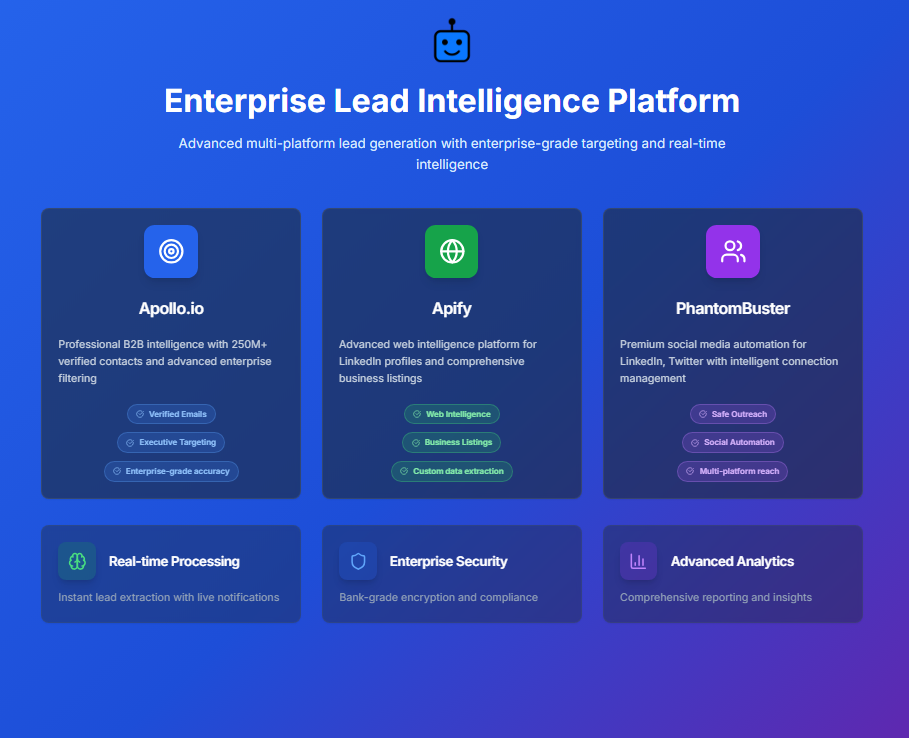 Enterprise Lead Intelligence Platform
Advanced multi-platform lead generation with enterprise-grade targeting and real-time
intelligence
Apollo.io
Professional B2B intelligence with 250M+
verified contacts and advanced enterprise
filtering
Verified Emails
Executive Targeting
Enterprise-grade accuracy
Apify
Advanced web intelligence platform for
LinkedIn profiles and comprehensive
business listings
Web Intelligence
Business Listings
Custom data extraction
PhantomBuster
Premium social media automation for
LinkedIn, Twitter with intelligent connection
management
Safe Outreach
Social Automation
Multi-platform reach
Real-time Processing
Instant lead extraction with live notifications
Enterprise Security
Bank-grade encryption and compliance
Advanced Analytics
Comprehensive reporting and insights